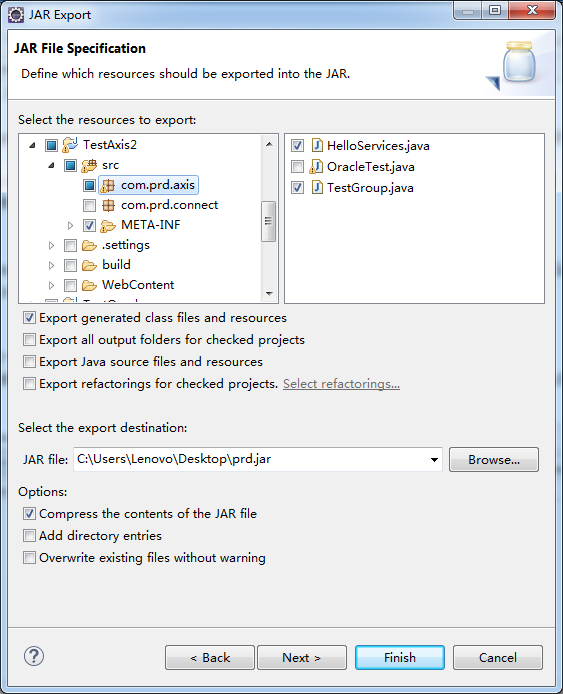 JAR Export
JAR File Specification
Define which resources should be exported into the JAR.
Select the resources to export:
TestAxis2
src
com.prd.axis
com.prd.connect
META-INF
.settings
build
WebContent
HelloServices.java
OracleTest.java
TestGroup.java
Export generated class files and resources
Export all output folders for checked projects
Export Java source files and resources
Export refactorings for checked projects. Select refactorings...
Select the export destination:
JAR file: C:\Users\Lenovo\Desktop\prd.jar Browse...
Options:
Compress the contents of the JAR file
Add directory entries
Overwrite existing files without warning
? < Back Next > Finish Cancel